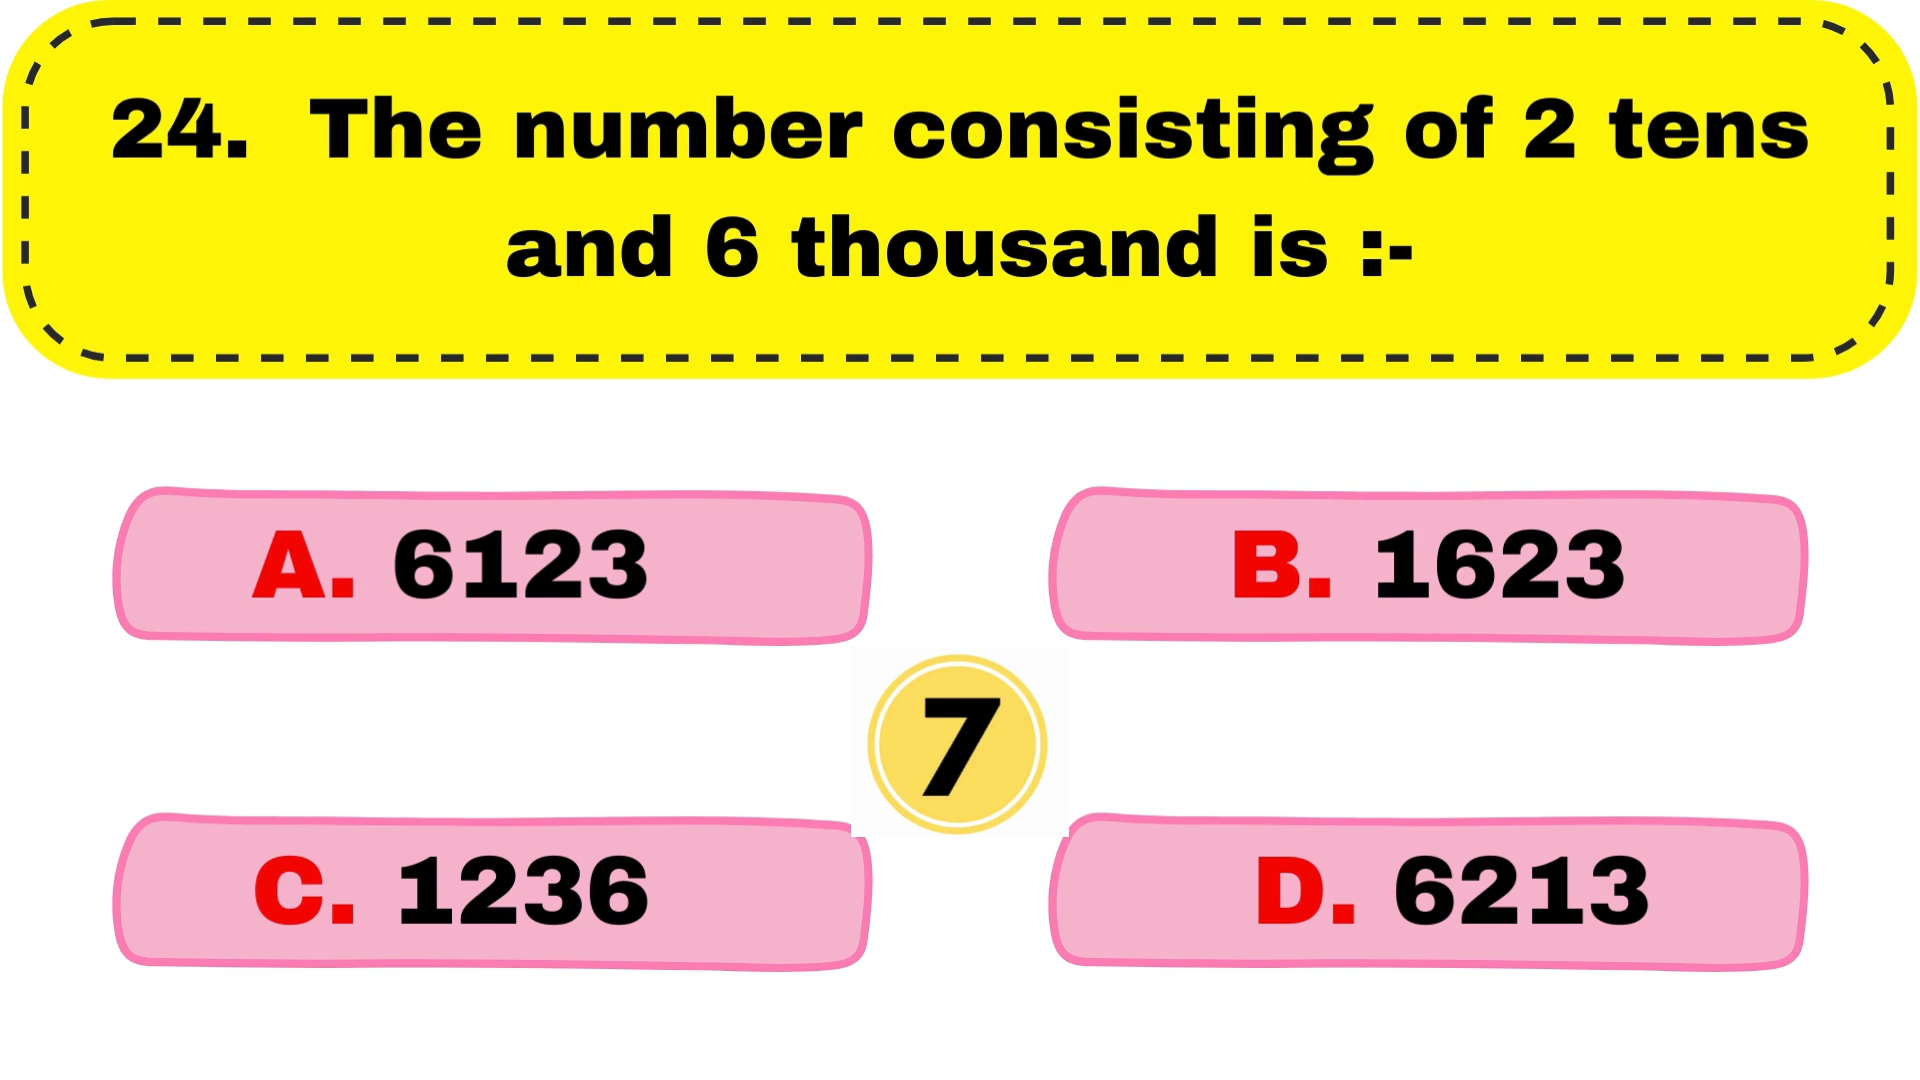 24. The number consisting of 2 tens
and 6 thousand is :-
A. 6123
B. 1623
7
C. 1236
D. 6213